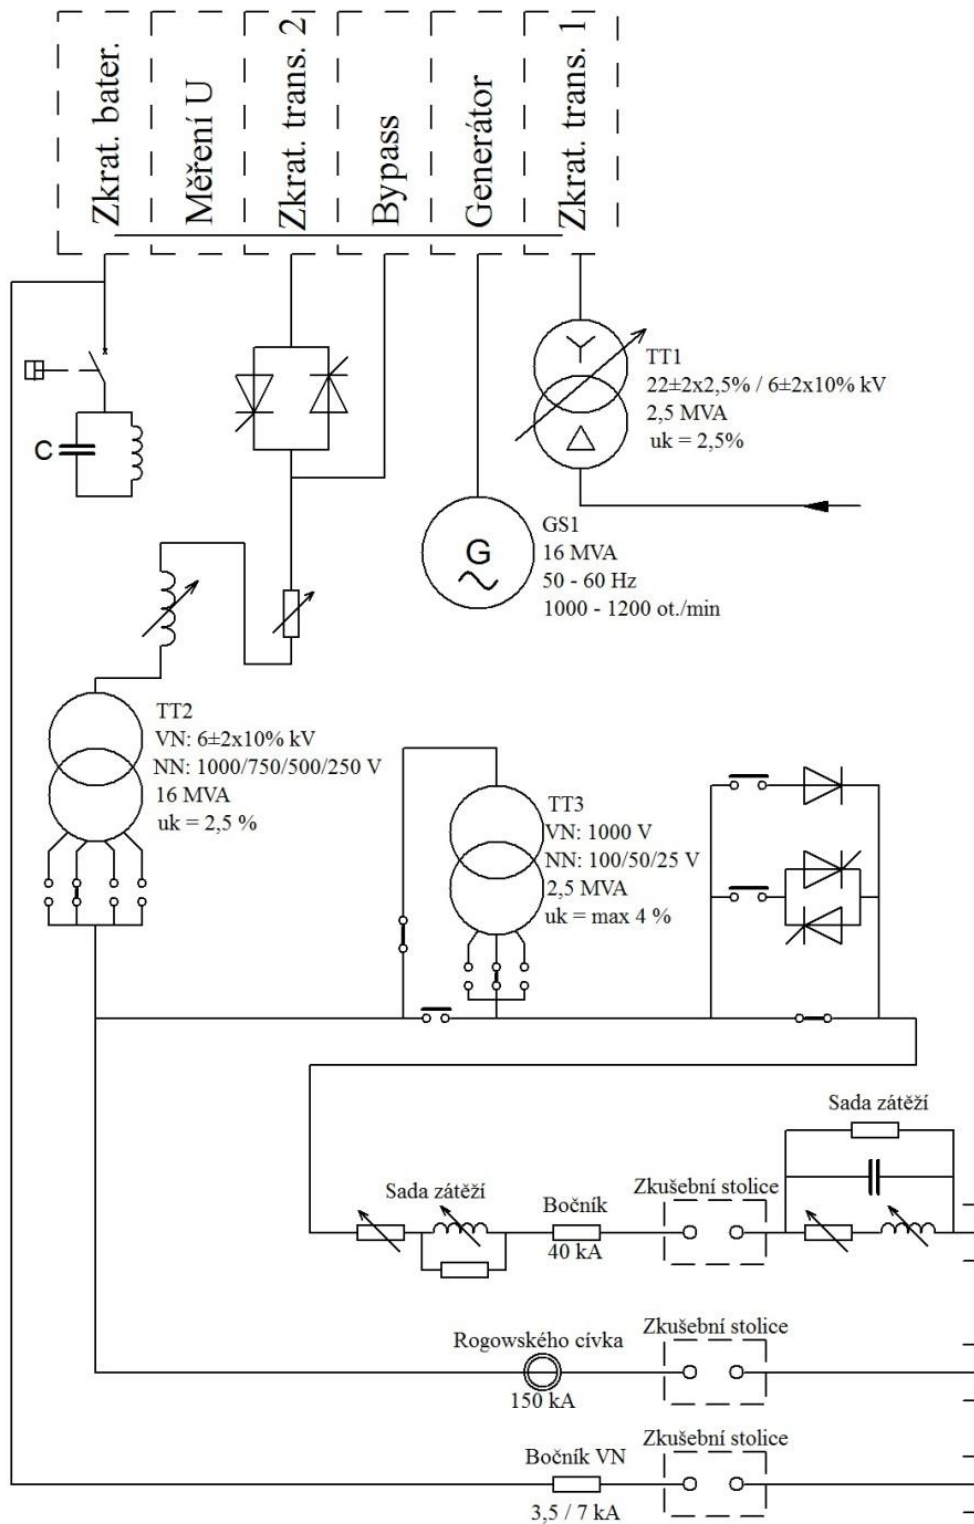 Zkrat. bater.
Měření U
Zkrat. trans. 2
Bypass
Generátor
Zkrat. trans. 1
TT1
22±2x2,5% / 6±2x10% kV
2,5 MVA
uk = 2,5%
C
G
GS1
16 MVA
50 - 60 Hz
1000 - 1200 ot./min
TT2
VN: 6±2x10% kV
NN: 1000/750/500/250 V
16 MVA
uk = 2,5 %
TT3
VN: 1000 V
NN: 100/50/25 V
2,5 MVA
uk = max 4 %
Sada zátěží
Sada zátěží
Bočník
40 kA
Zkušební stolice
Rogowského cívka
150 kA
Zkušební stolice
Bočník VN
3,5 / 7 kA
Zkušební stolice